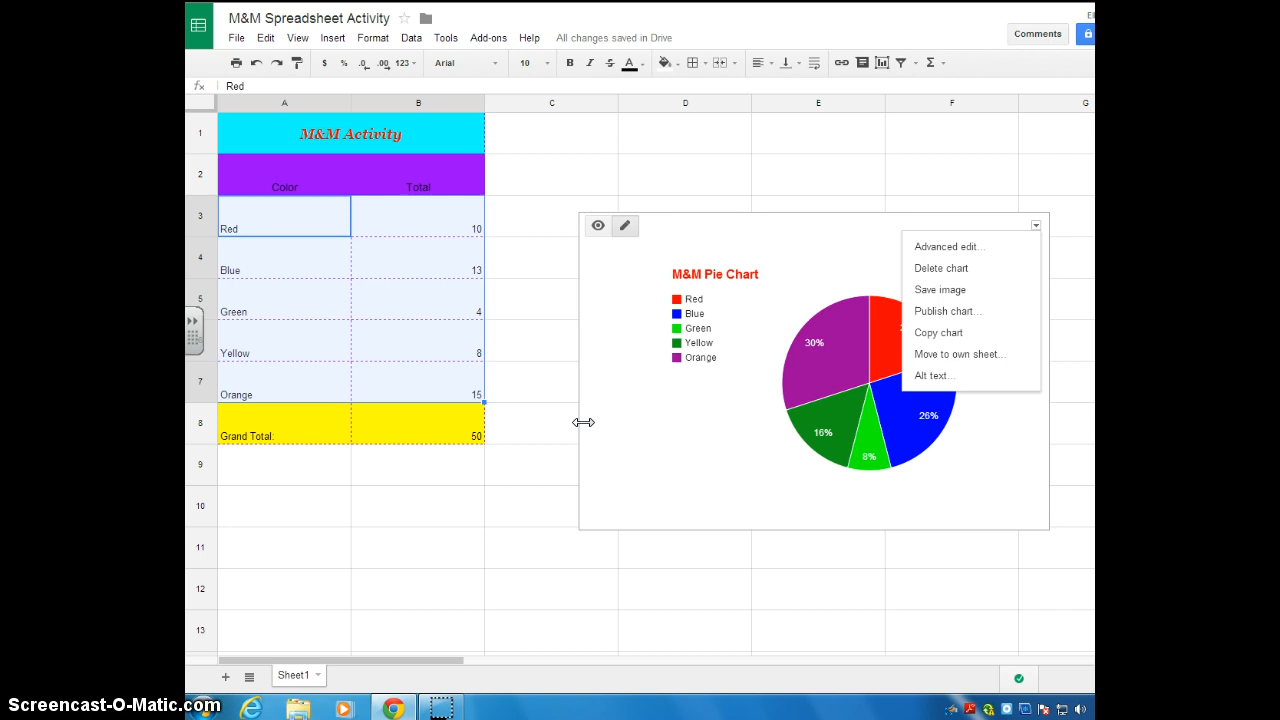 M&M Spreadsheet Activity
File Edit View Insert Format Data Tools Add-ons Help All changes saved in Drive
Comments
$ % .0 .00 123 Arial 10 B I S A Σ
fx Red
A B C D E F G
1 M&M Activity
2 Color Total
3 Red 10
4 Blue 13
5 Green 4
6 Yellow 8
7 Orange 15
8 Grand Total: 50
9
10
11
12
13
M&M Pie Chart
Red
Blue
Green
Yellow
Orange
30%
26%
16%
8%
Advanced edit...
Delete chart
Save image
Publish chart...
Copy chart
Move to own sheet...
Alt text...
Sheet1
Screencast-O-Matic.com